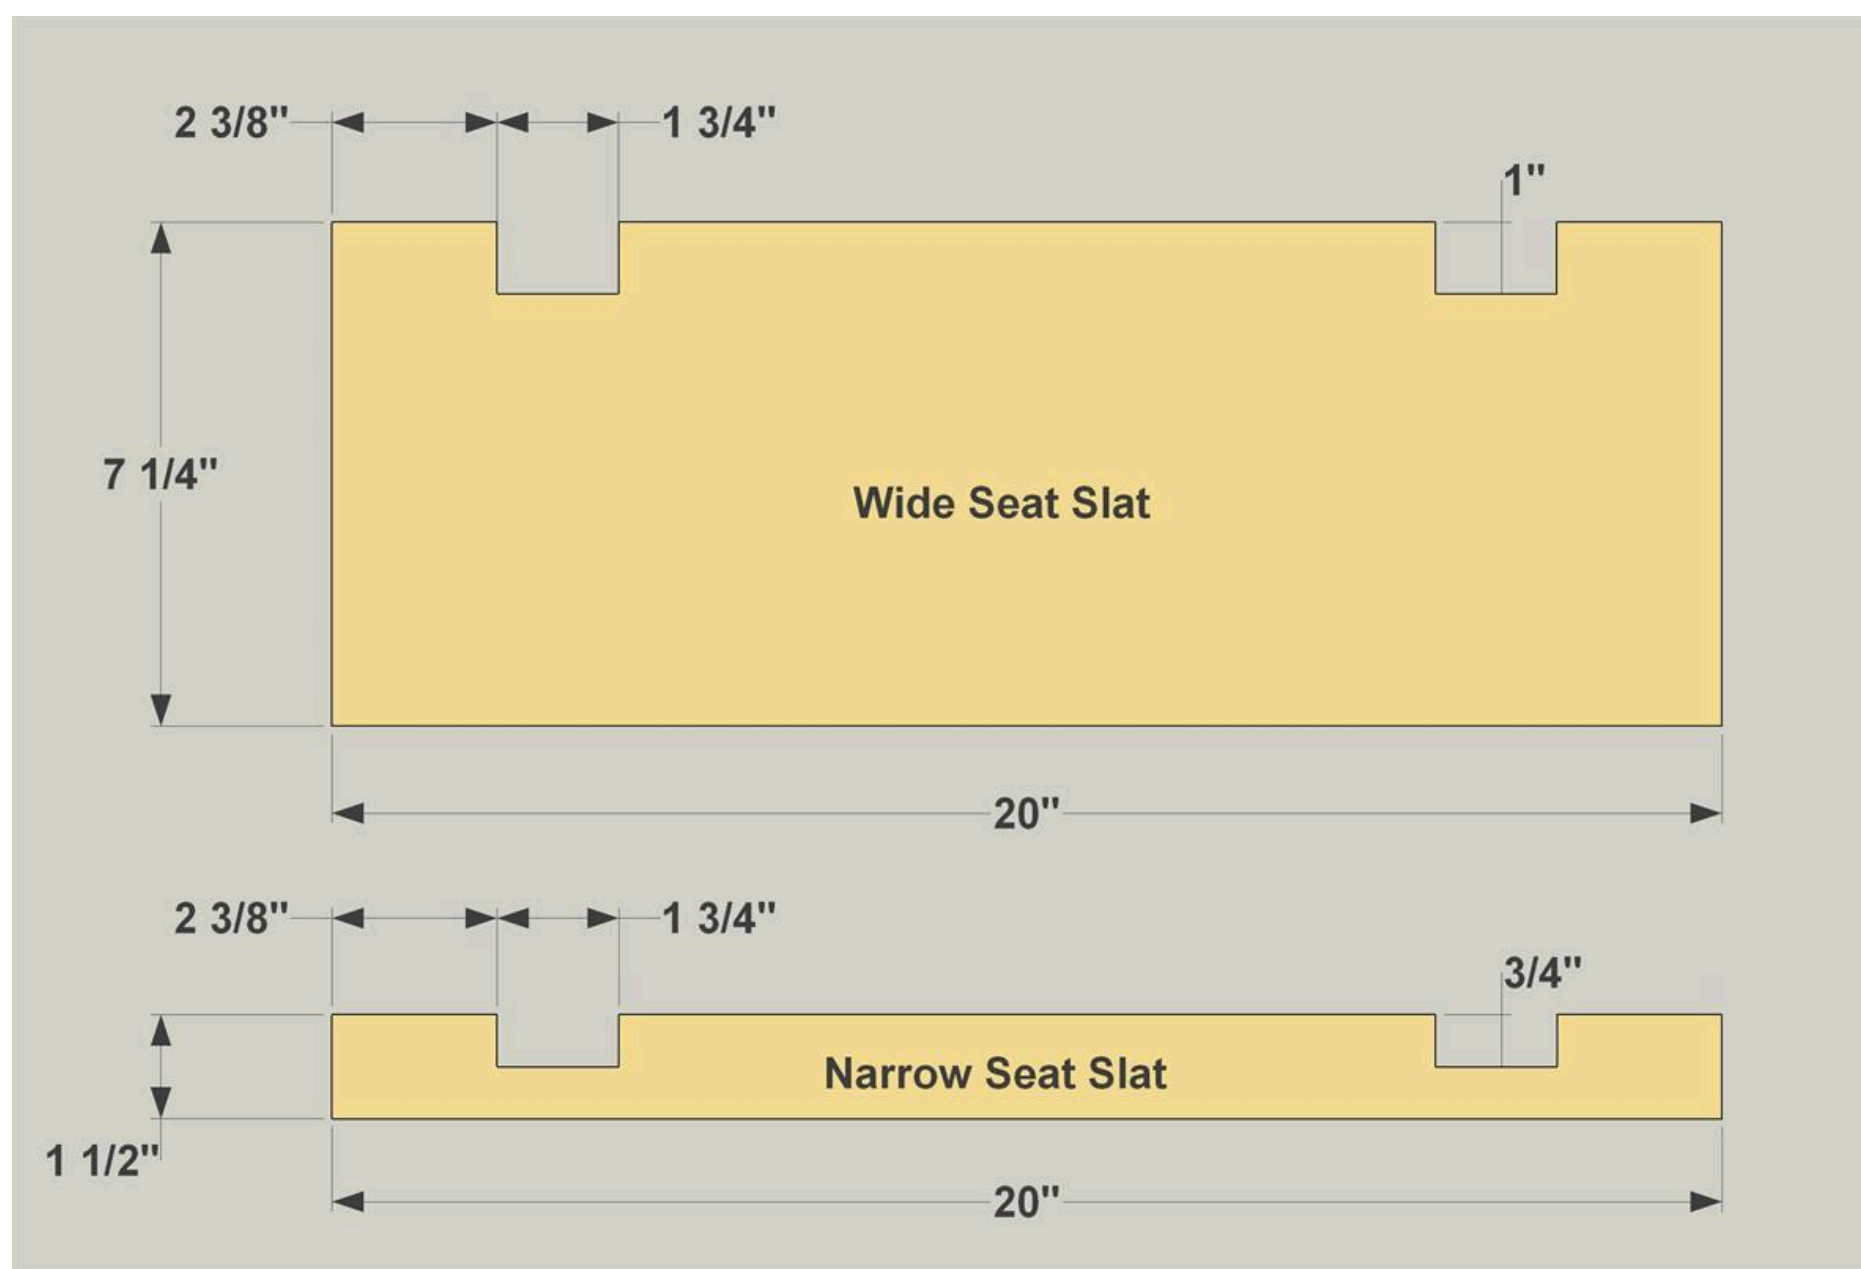 2 3/8" 1 3/4"
1"
7 1/4"
Wide Seat Slat
20"
2 3/8" 1 3/4"
3/4"
Narrow Seat Slat
1 1/2"
20"